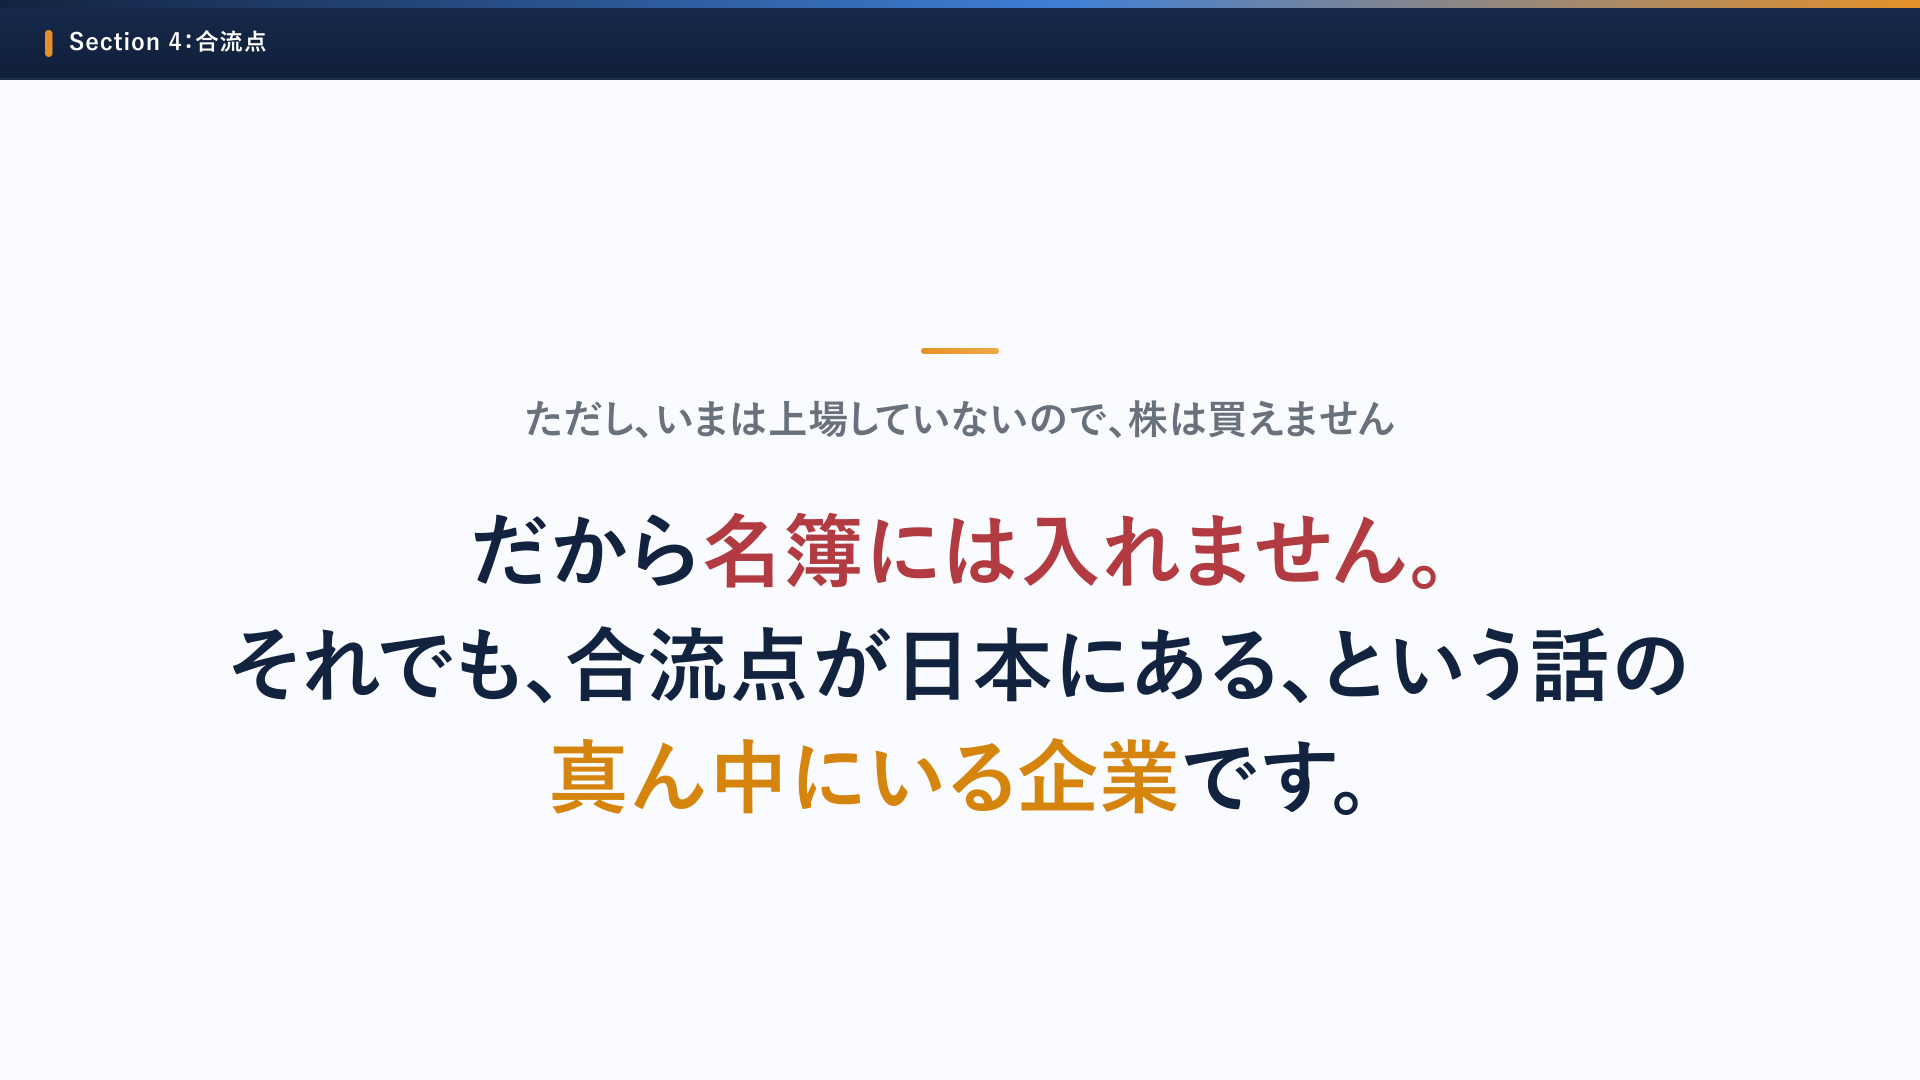 Section 4：合流点
ただし、いまは上場していないので、株は買えません
だから名簿には入れません。
それでも、合流点が日本にある、という話の
真ん中にいる企業です。